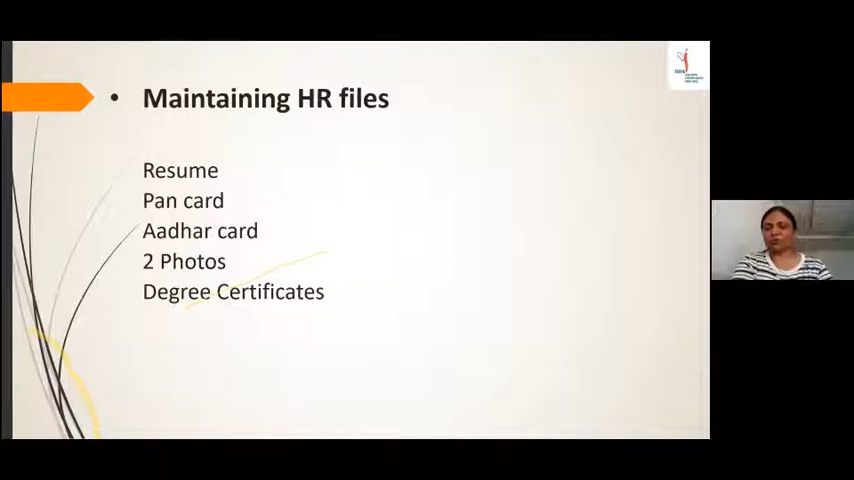 • Maintaining HR files
Resume
Pan card
Aadhar card
2 Photos
Degree Certificates